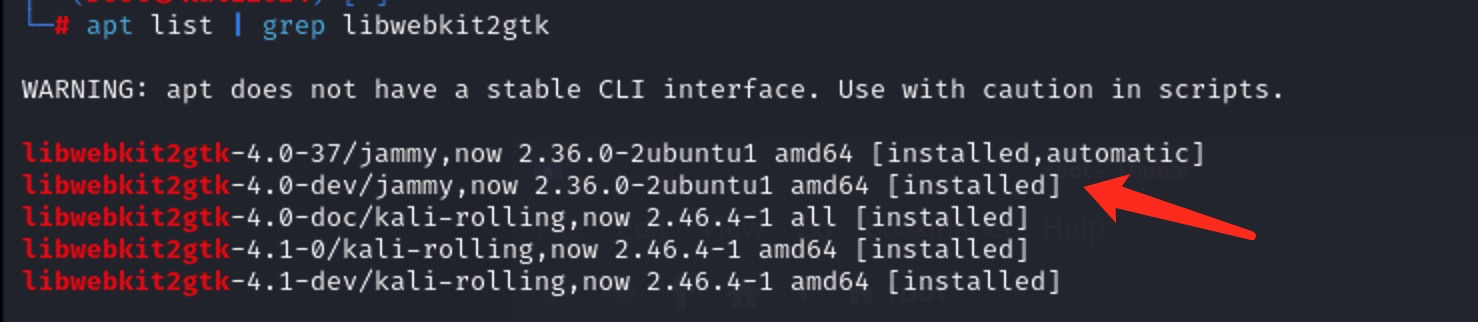 └─# apt list | grep libwebkit2gtk
WARNING: apt does not have a stable CLI interface. Use with caution in scripts.
libwebkit2gtk-4.0-37/jammy,now 2.36.0-2ubuntu1 amd64 [installed,automatic]
libwebkit2gtk-4.0-dev/jammy,now 2.36.0-2ubuntu1 amd64 [installed]
libwebkit2gtk-4.0-doc/kali-rolling,now 2.46.4-1 all [installed]
libwebkit2gtk-4.1-0/kali-rolling,now 2.46.4-1 amd64 [installed]
Help
libwebkit2gtk-4.1-dev/kali-rolling,now 2.46.4-1 amd64 [installed]